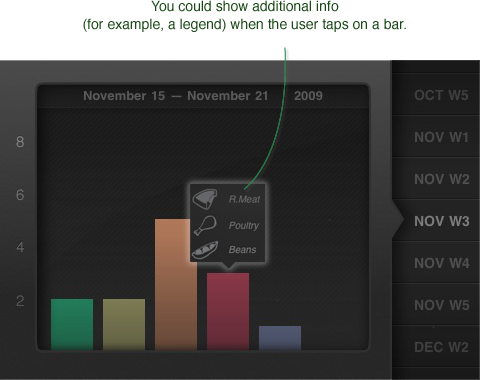 You could show additional info
(for example, a legend) when the user taps on a bar.
November 15 — November 21 2009
8
6
4
2
R.Meat
Poultry
Beans
OCT W5
NOV W1
NOV W2
NOV W3
NOV W4
NOV W5
DEC W2